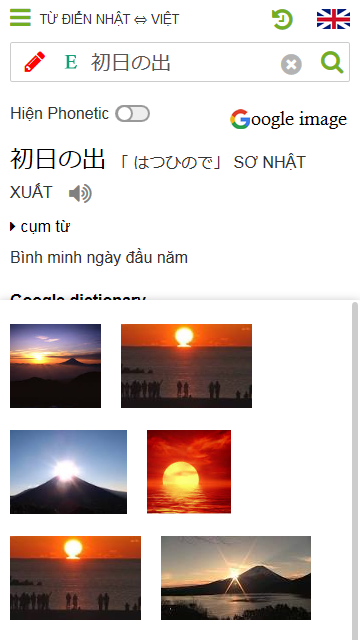 TỪ ĐIỂN NHẬT ⇔ VIỆT
E 初日の出
Hiện Phonetic
Google image
初日の出 「 はつひので」 SƠ NHẬT
XUẤT
cụm từ
Bình minh ngày đầu năm
Google dictionary